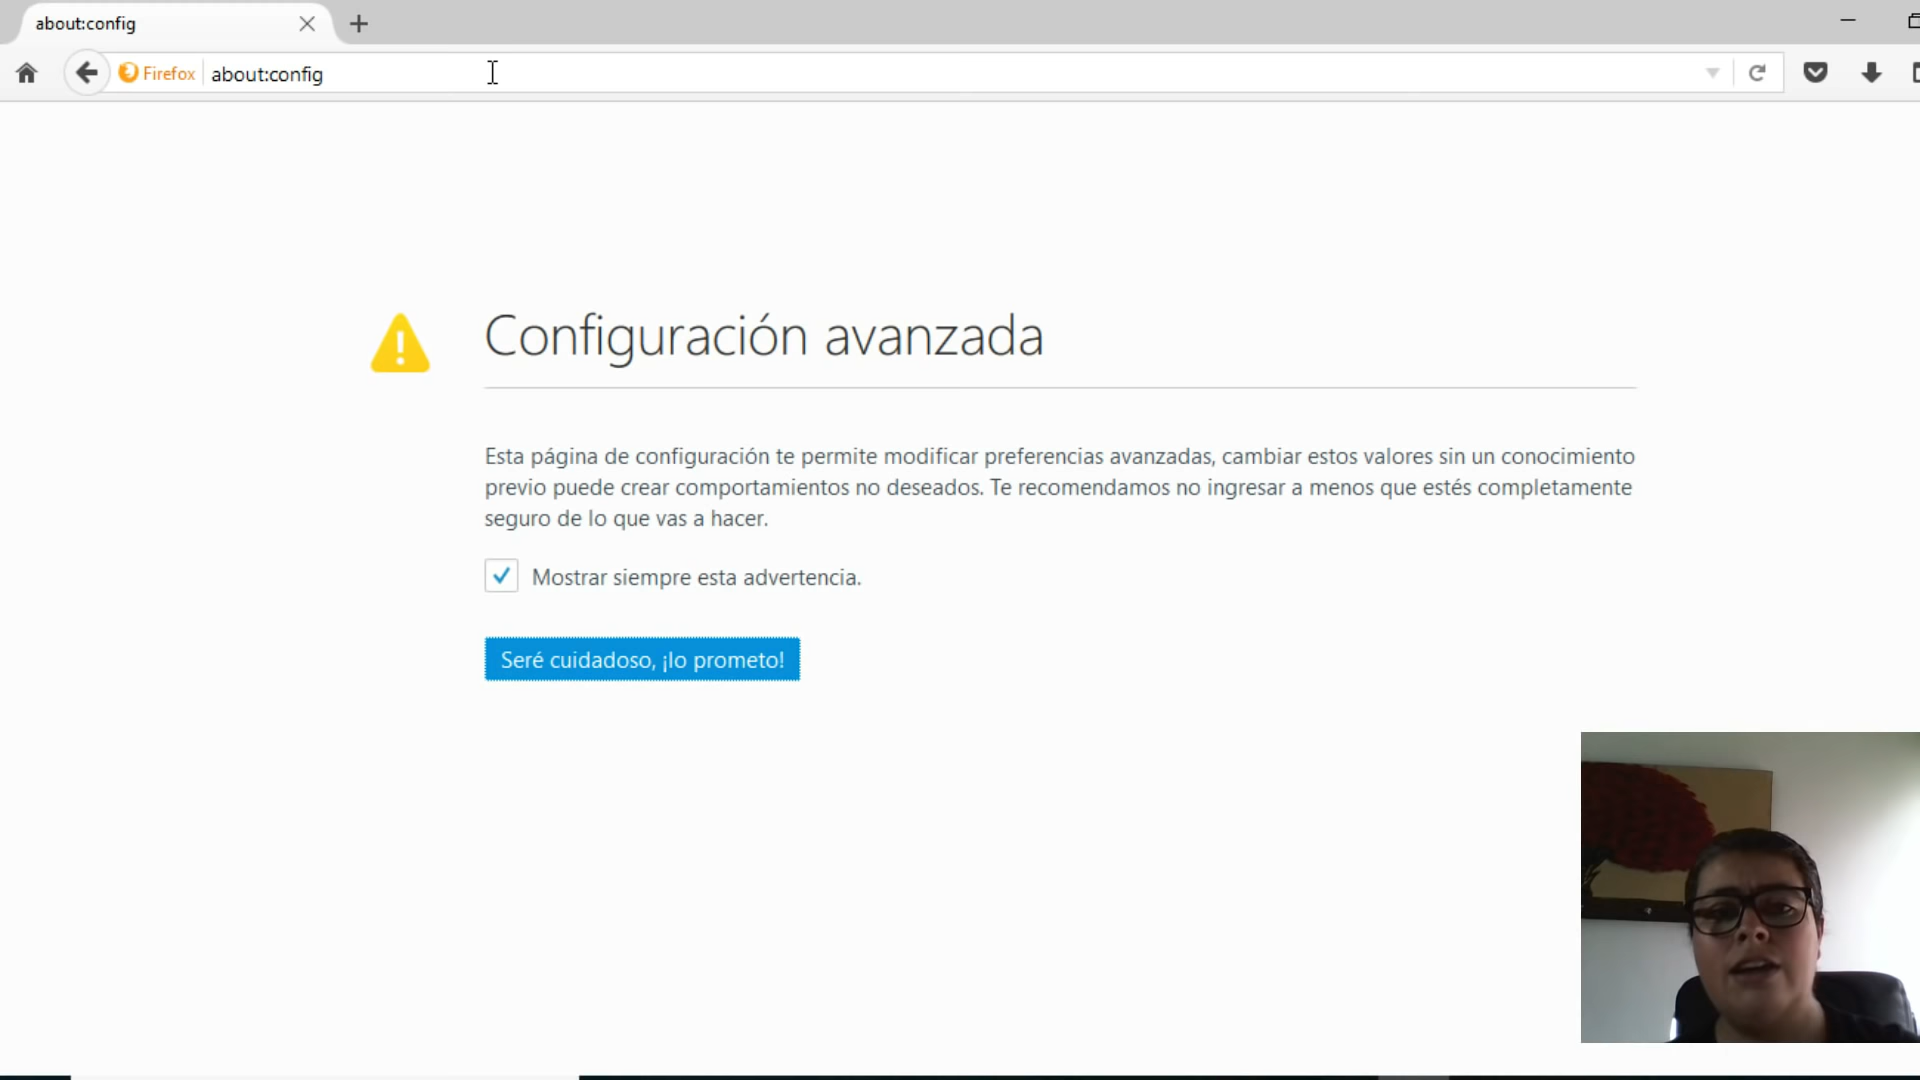 about:config
Firefox about:config
Configuración avanzada
Esta página de configuración te permite modificar preferencias avanzadas, cambiar estos valores sin un conocimiento
previo puede crear comportamientos no deseados. Te recomendamos no ingresar a menos que estés completamente
seguro de lo que vas a hacer.
Mostrar siempre esta advertencia.
Seré cuidadoso, ¡lo prometo!